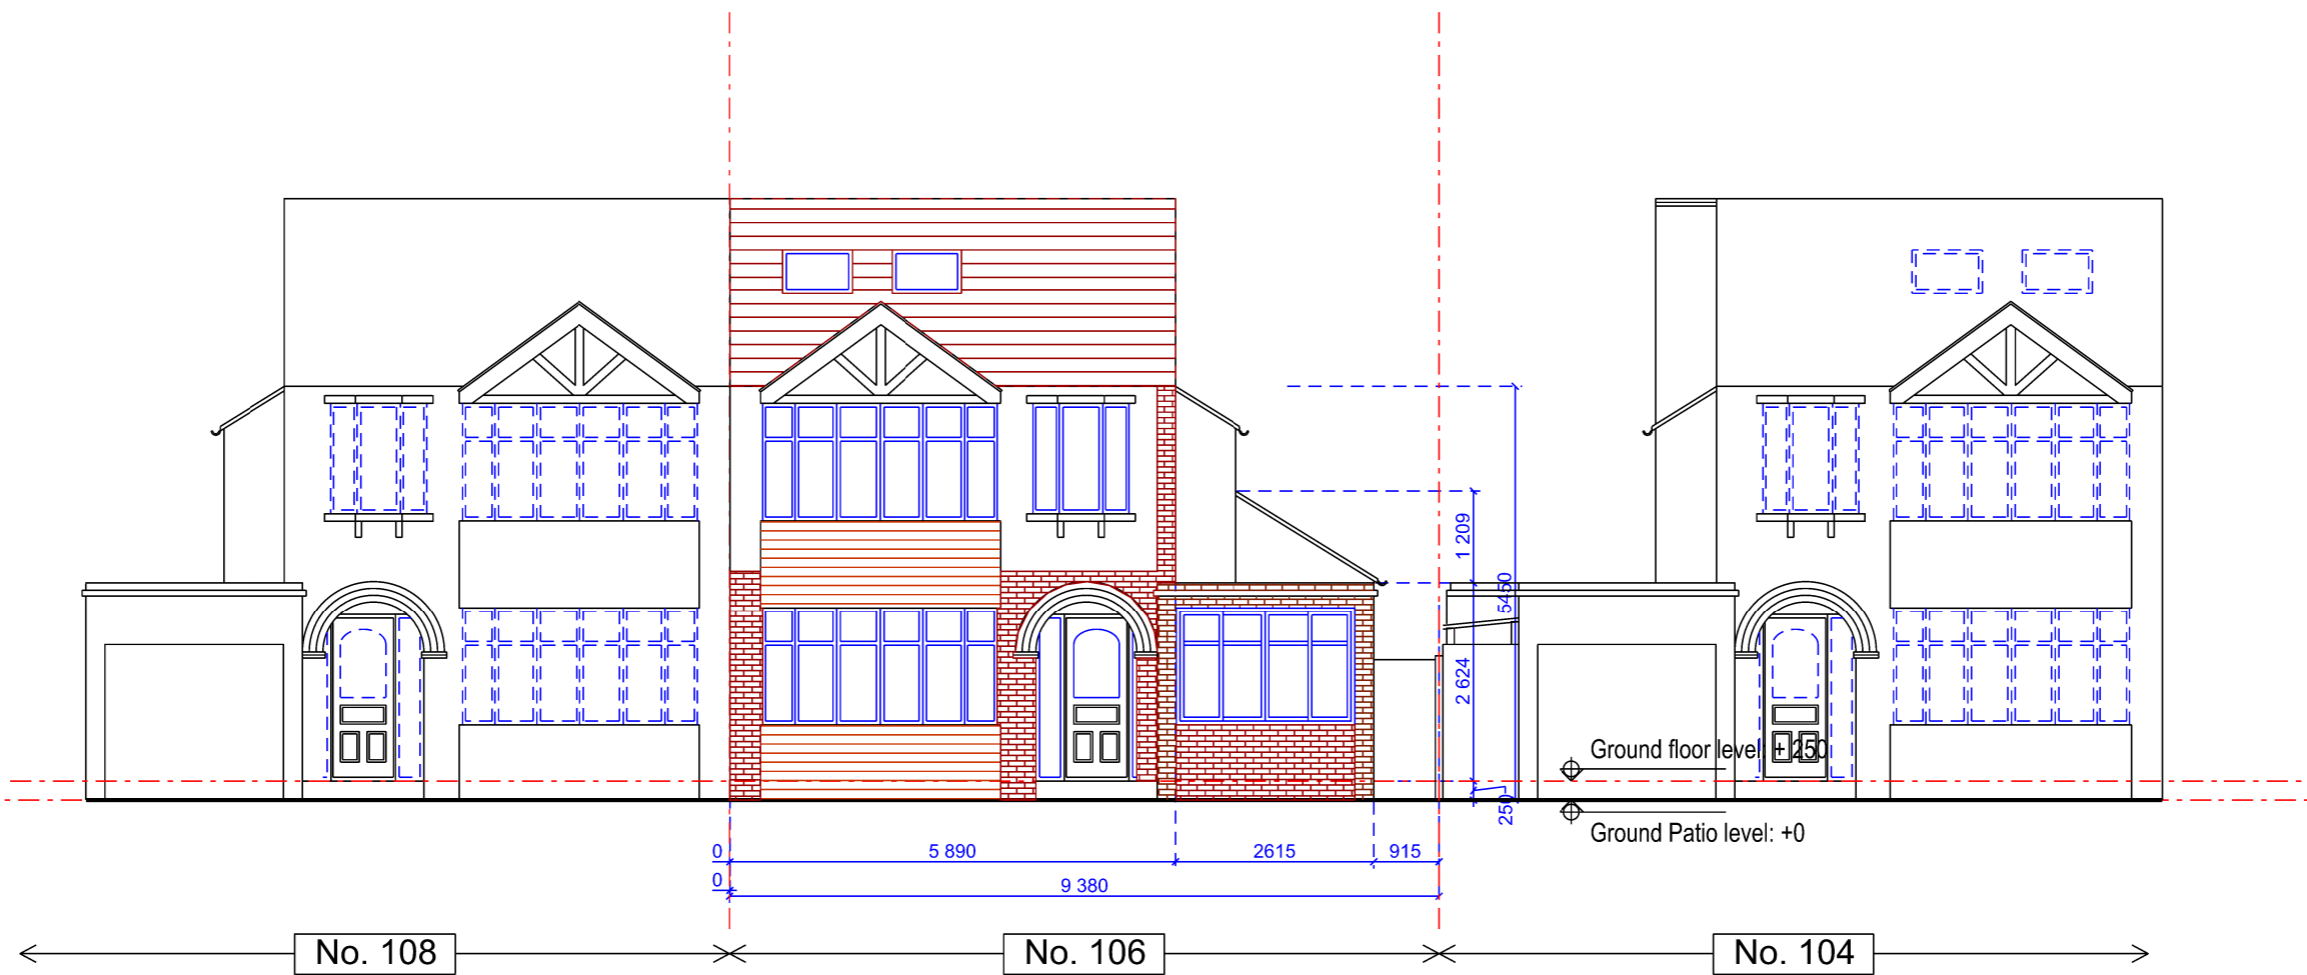 1 209
5450
2 624
Ground floor level: + 250
250
Ground Patio level: +0
0
5 890
2615
915
0
9 380
No. 108
No. 106
No. 104